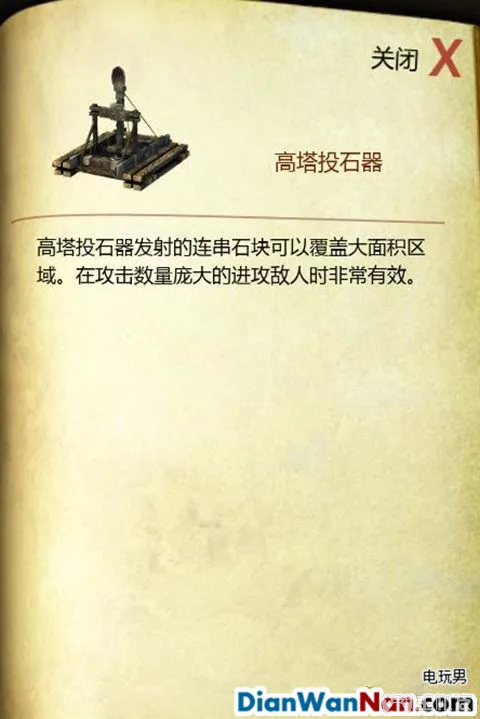 关闭 X
高塔投石器
高塔投石器发射的连串石块可以覆盖大面积区
域。在攻击数量庞大的进攻敌人时非常有效。
电玩男
DianWanNan.com